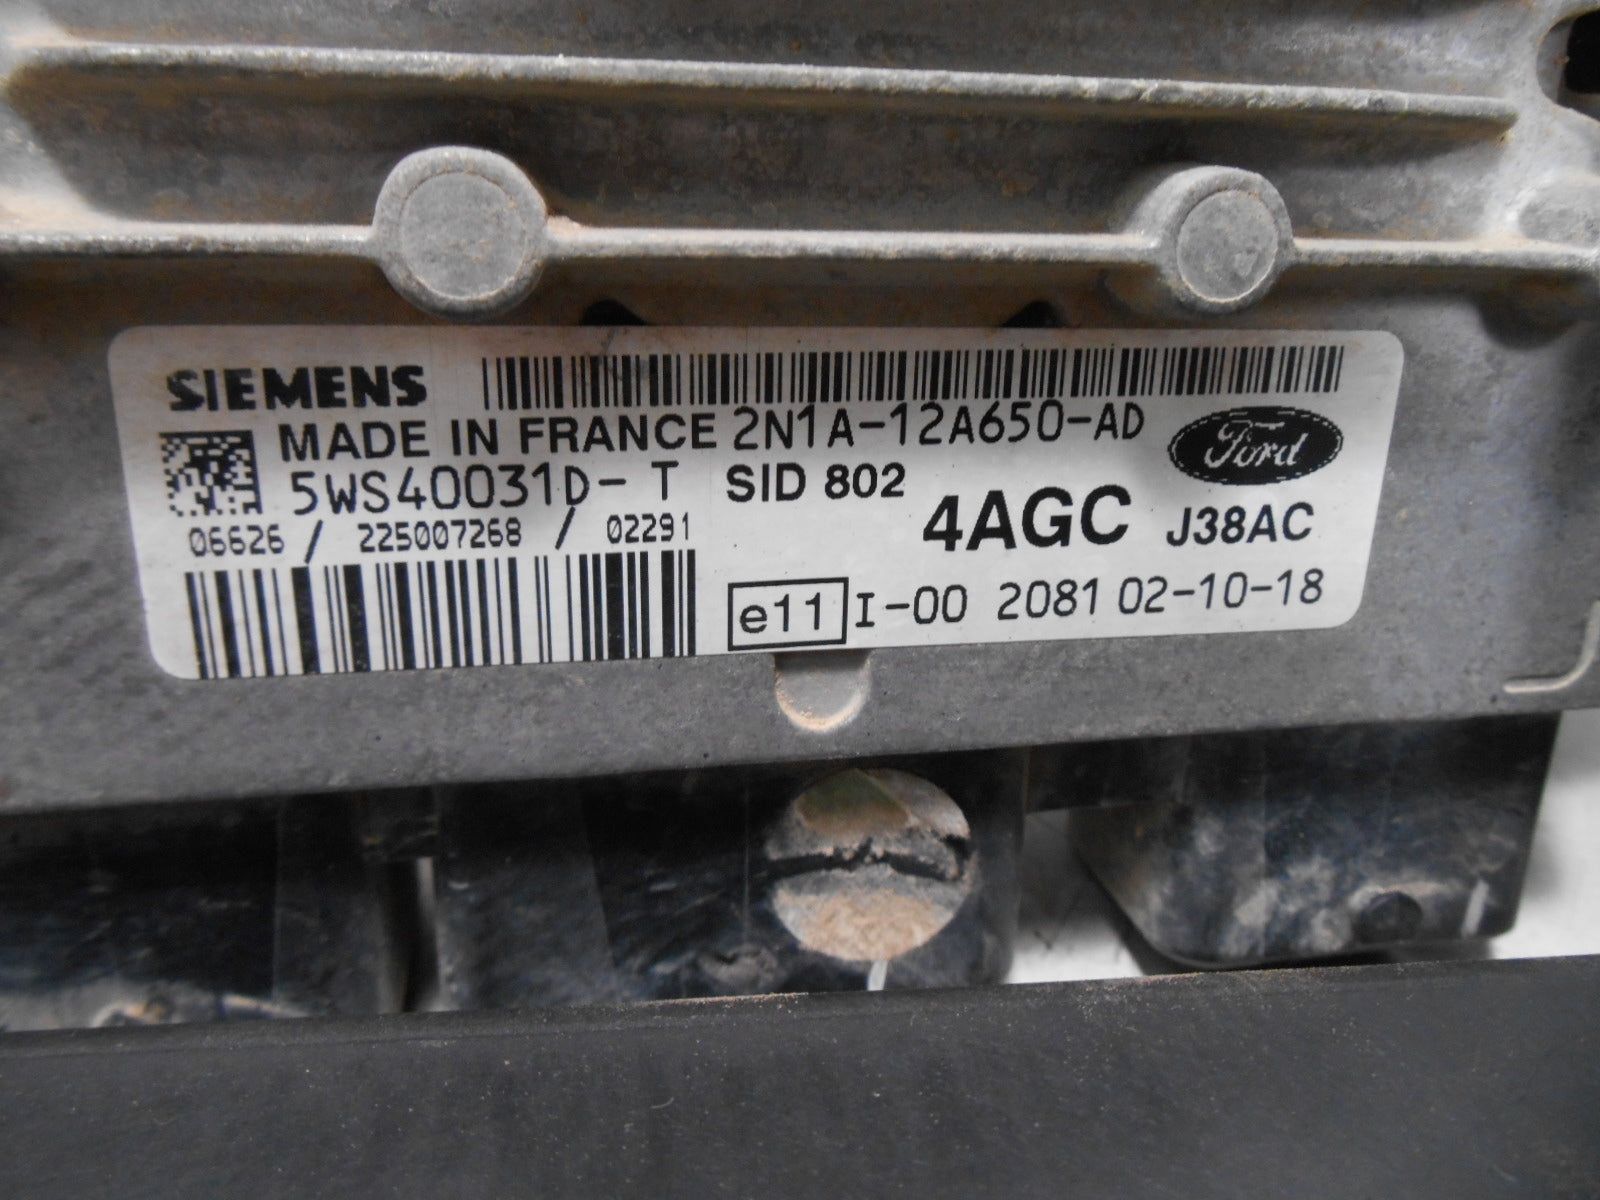 SIEMENS
MADE IN FRANCE 2N1A-12A650-AD
Ford
5WS40031D-T SID 802
4AGC J38AC
06626 / 225007268 / 02291
e11 I-00 2081 02-10-18